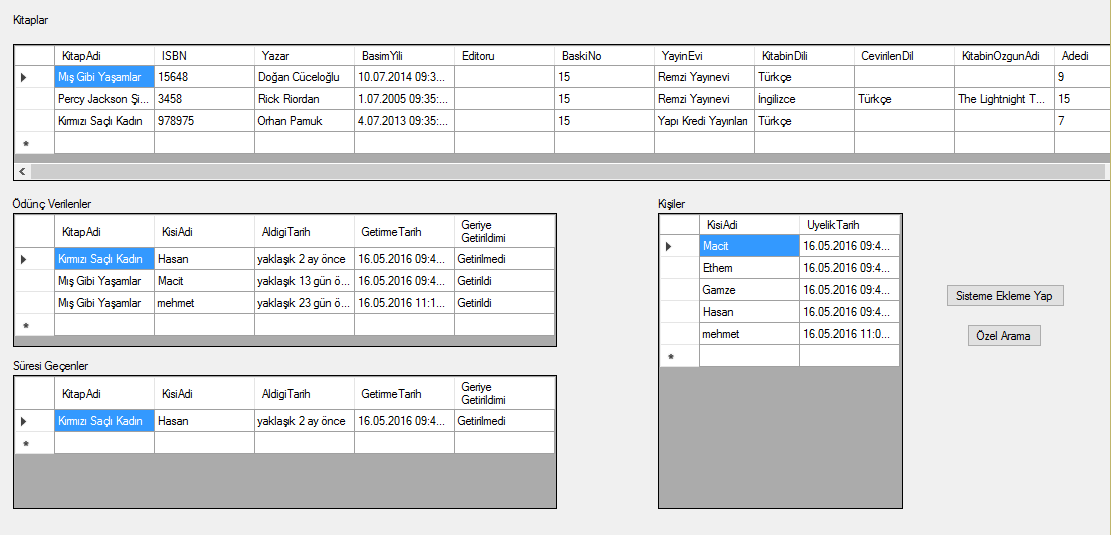 Kitaplar
KitapAdi ISBN Yazar BasimYili Editoru BaskiNo YayinEvi KitabinDili CevirilenDil KitabinOzgunAdi Adedi
Mış Gibi Yaşamlar 15648 Doğan Cüceloğlu 10.07.2014 09:3... 15 Remzi Yayınevi Türkçe 9
Percy Jackson Şi... 3458 Rick Riordan 1.07.2005 09:35:... 15 Remzi Yayınevi İngilizce Türkçe The Lightnight T... 15
Kırmızı Saçlı Kadın 978975 Orhan Pamuk 4.07.2013 09:35:... 15 Yapı Kredi Yayınları Türkçe 7
Ödünç Verilenler
KitapAdi KisiAdi AldigiTarih GetirmeTarih Geriye
Getirildimi
Kırmızı Saçlı Kadın Hasan yaklaşık 2 ay önce 16.05.2016 09:4... Getirilmedi
Mış Gibi Yaşamlar Macit yaklaşık 13 gün ö... 16.05.2016 09:4... Getirildi
Mış Gibi Yaşamlar mehmet yaklaşık 23 gün ö... 16.05.2016 11:1... Getirildi
Süresi Geçenler
KitapAdi KisiAdi AldigiTarih GetirmeTarih Geriye
Getirildimi
Kırmızı Saçlı Kadın Hasan yaklaşık 2 ay önce 16.05.2016 09:4... Getirilmedi
Kişiler
KisiAdi UyelikTarih
Macit 16.05.2016 09:4...
Ethem 16.05.2016 09:4...
Gamze 16.05.2016 09:4...
Hasan 16.05.2016 09:4...
mehmet 16.05.2016 11:0...
Sisteme Ekleme Yap
Özel Arama